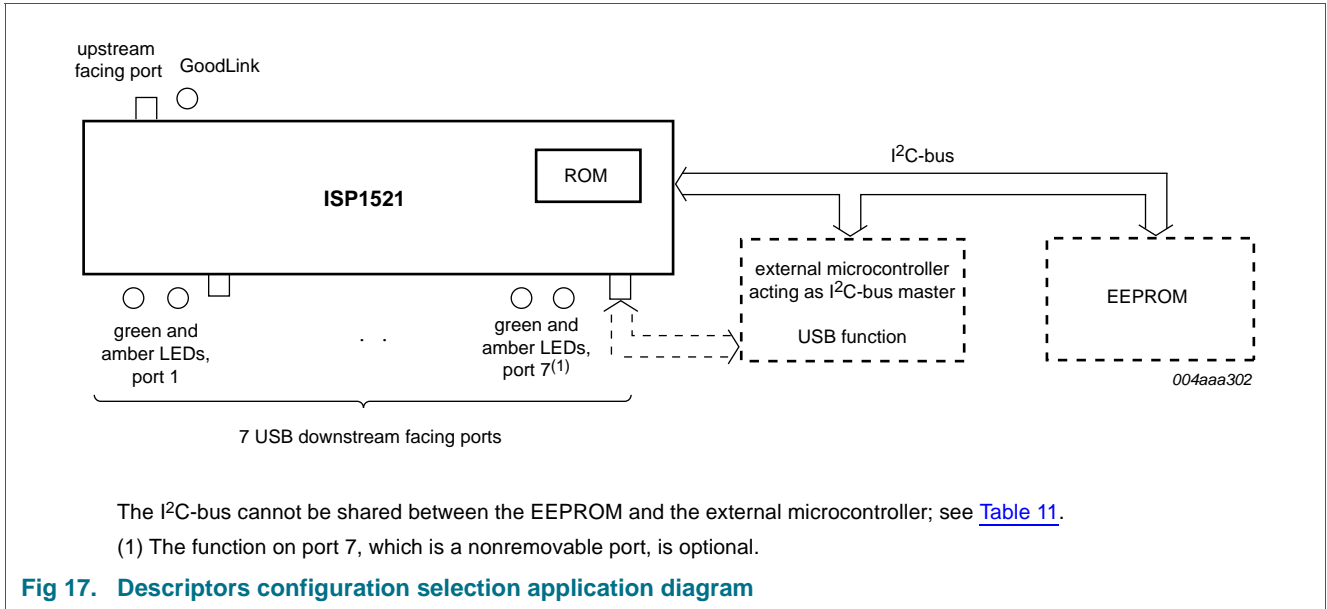 upstream
facing port
GoodLink
I2C-bus
ROM
ISP1521
external microcontroller
acting as I2C-bus master
USB function
EEPROM
green and
amber LEDs,
port 1
. .
green and
amber LEDs,
port 7(1)
004aaa302
7 USB downstream facing ports
The I2C-bus cannot be shared between the EEPROM and the external microcontroller; see Table 11.
(1) The function on port 7, which is a nonremovable port, is optional.
Fig 17. Descriptors configuration selection application diagram